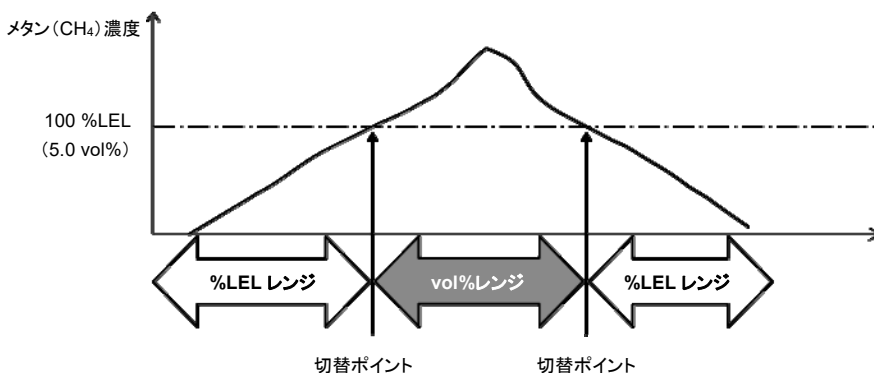 メタン（CH₄）濃度
100 %LEL
（5.0 vol%）
%LEL レンジ
vol%レンジ
%LEL レンジ
切替ポイント
切替ポイント